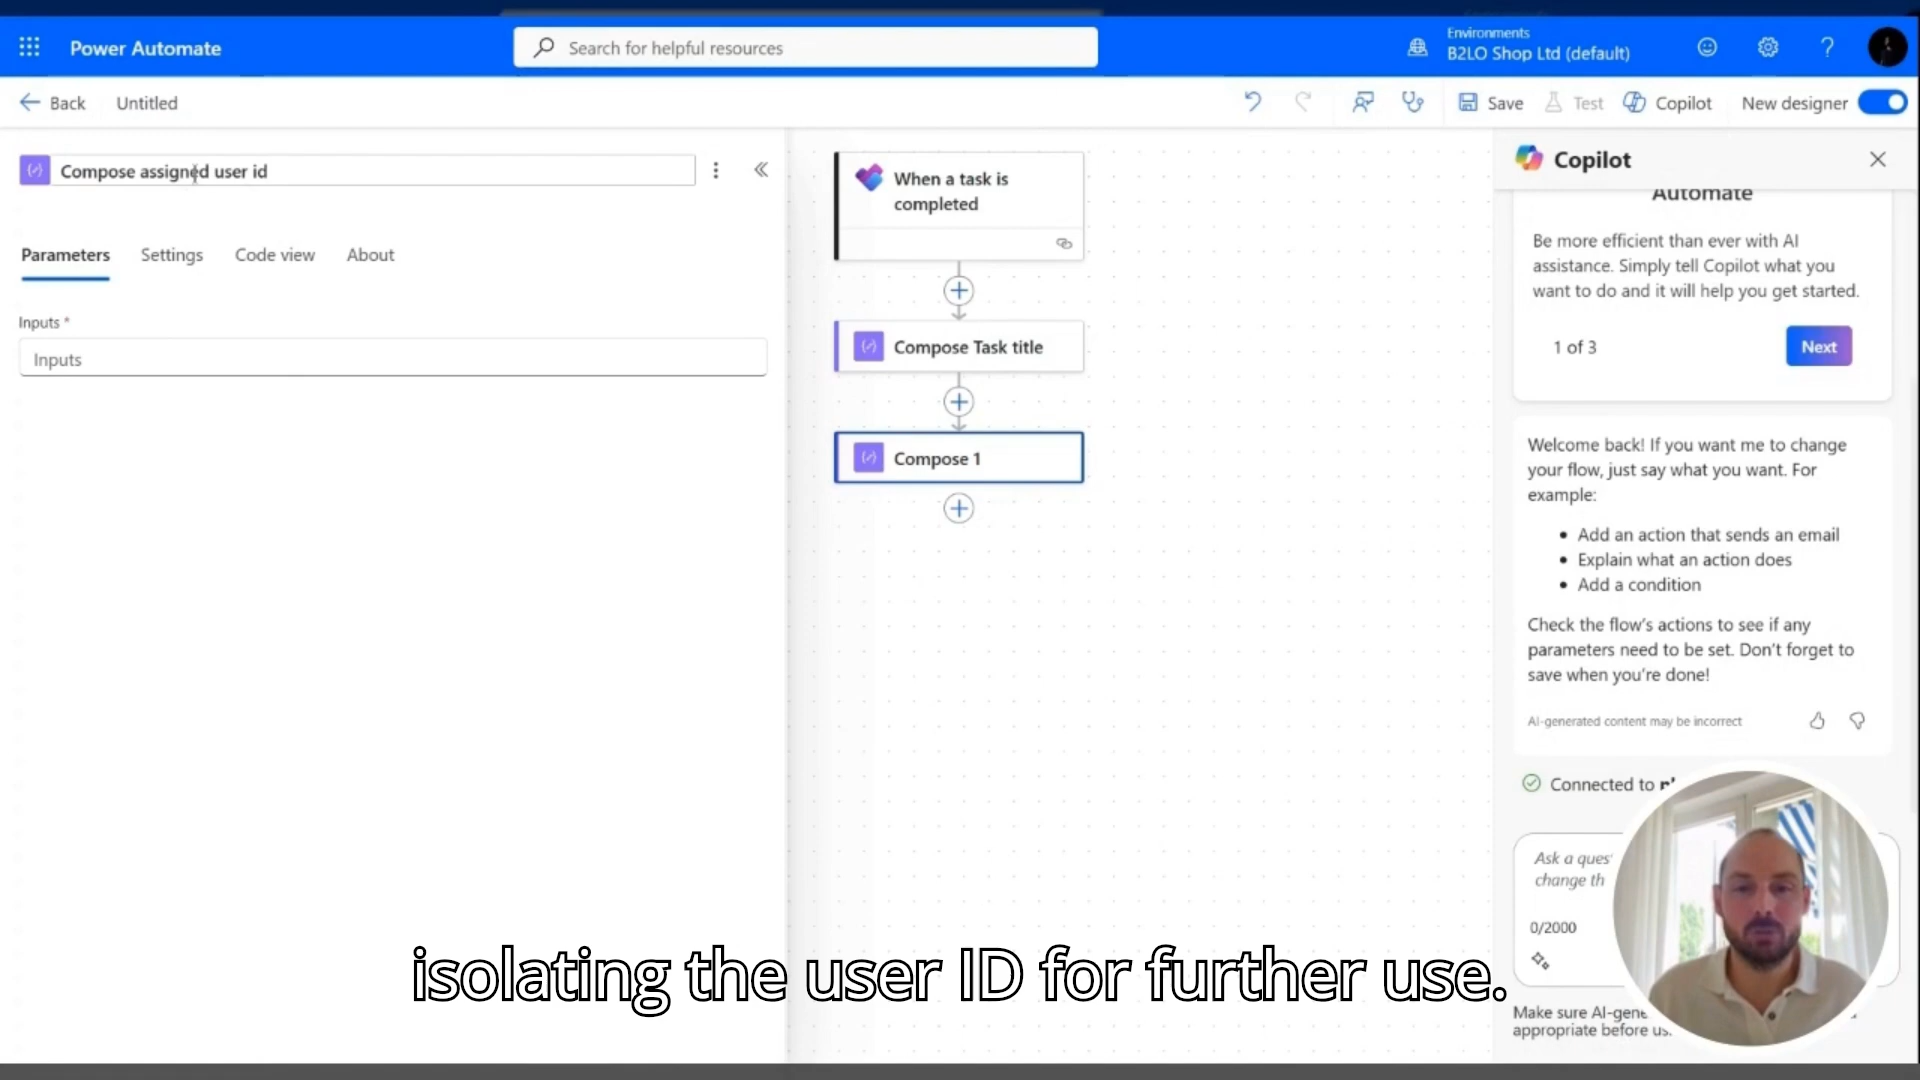 Power Automate
Search for helpful resources
Environments
B2LO Shop Ltd (default)
Back
Untitled
Save
Test
Copilot
New designer
Compose assigned user id
Parameters
Settings
Code view
About
Inputs *
Inputs
When a task is
completed
Compose Task title
Compose 1
Copilot
Automate
Be more efficient than ever with AI
assistance. Simply tell Copilot what you
want to do and it will help you get started.
1 of 3
Next
Welcome back! If you want me to change
your flow, just say what you want. For
example:
Add an action that sends an email
Explain what an action does
Add a condition
Check the flow's actions to see if any
parameters need to be set. Don't forget to
save when you're done!
AI-generated content may be incorrect
Connected to
Ask a
change
0/2000
Make sure
appropriate before
isolating the user ID for further use.